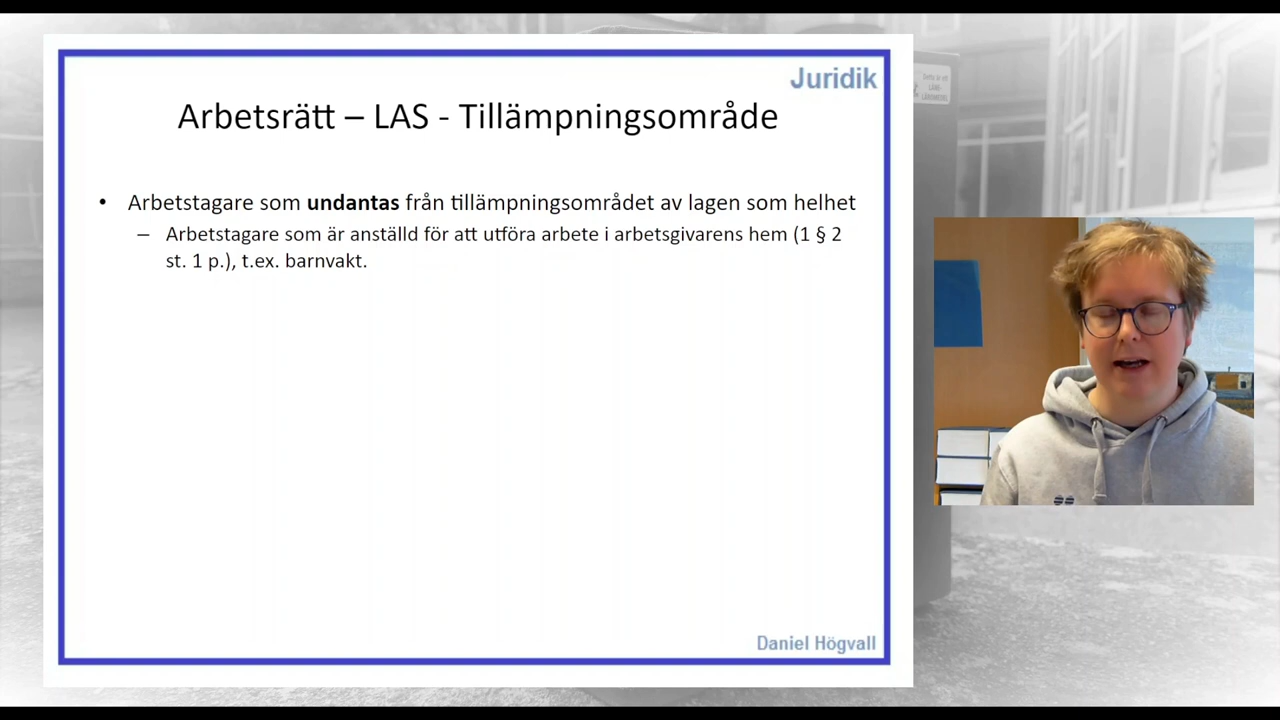 Juridik
Arbetsrätt – LAS - Tillämpningsområde
• Arbetstagare som undantas från tillämpningsområdet av lagen som helhet
– Arbetstagare som är anställd för att utföra arbete i arbetsgivarens hem (1 § 2
st. 1 p.), t.ex. barnvakt.
Daniel Högvall